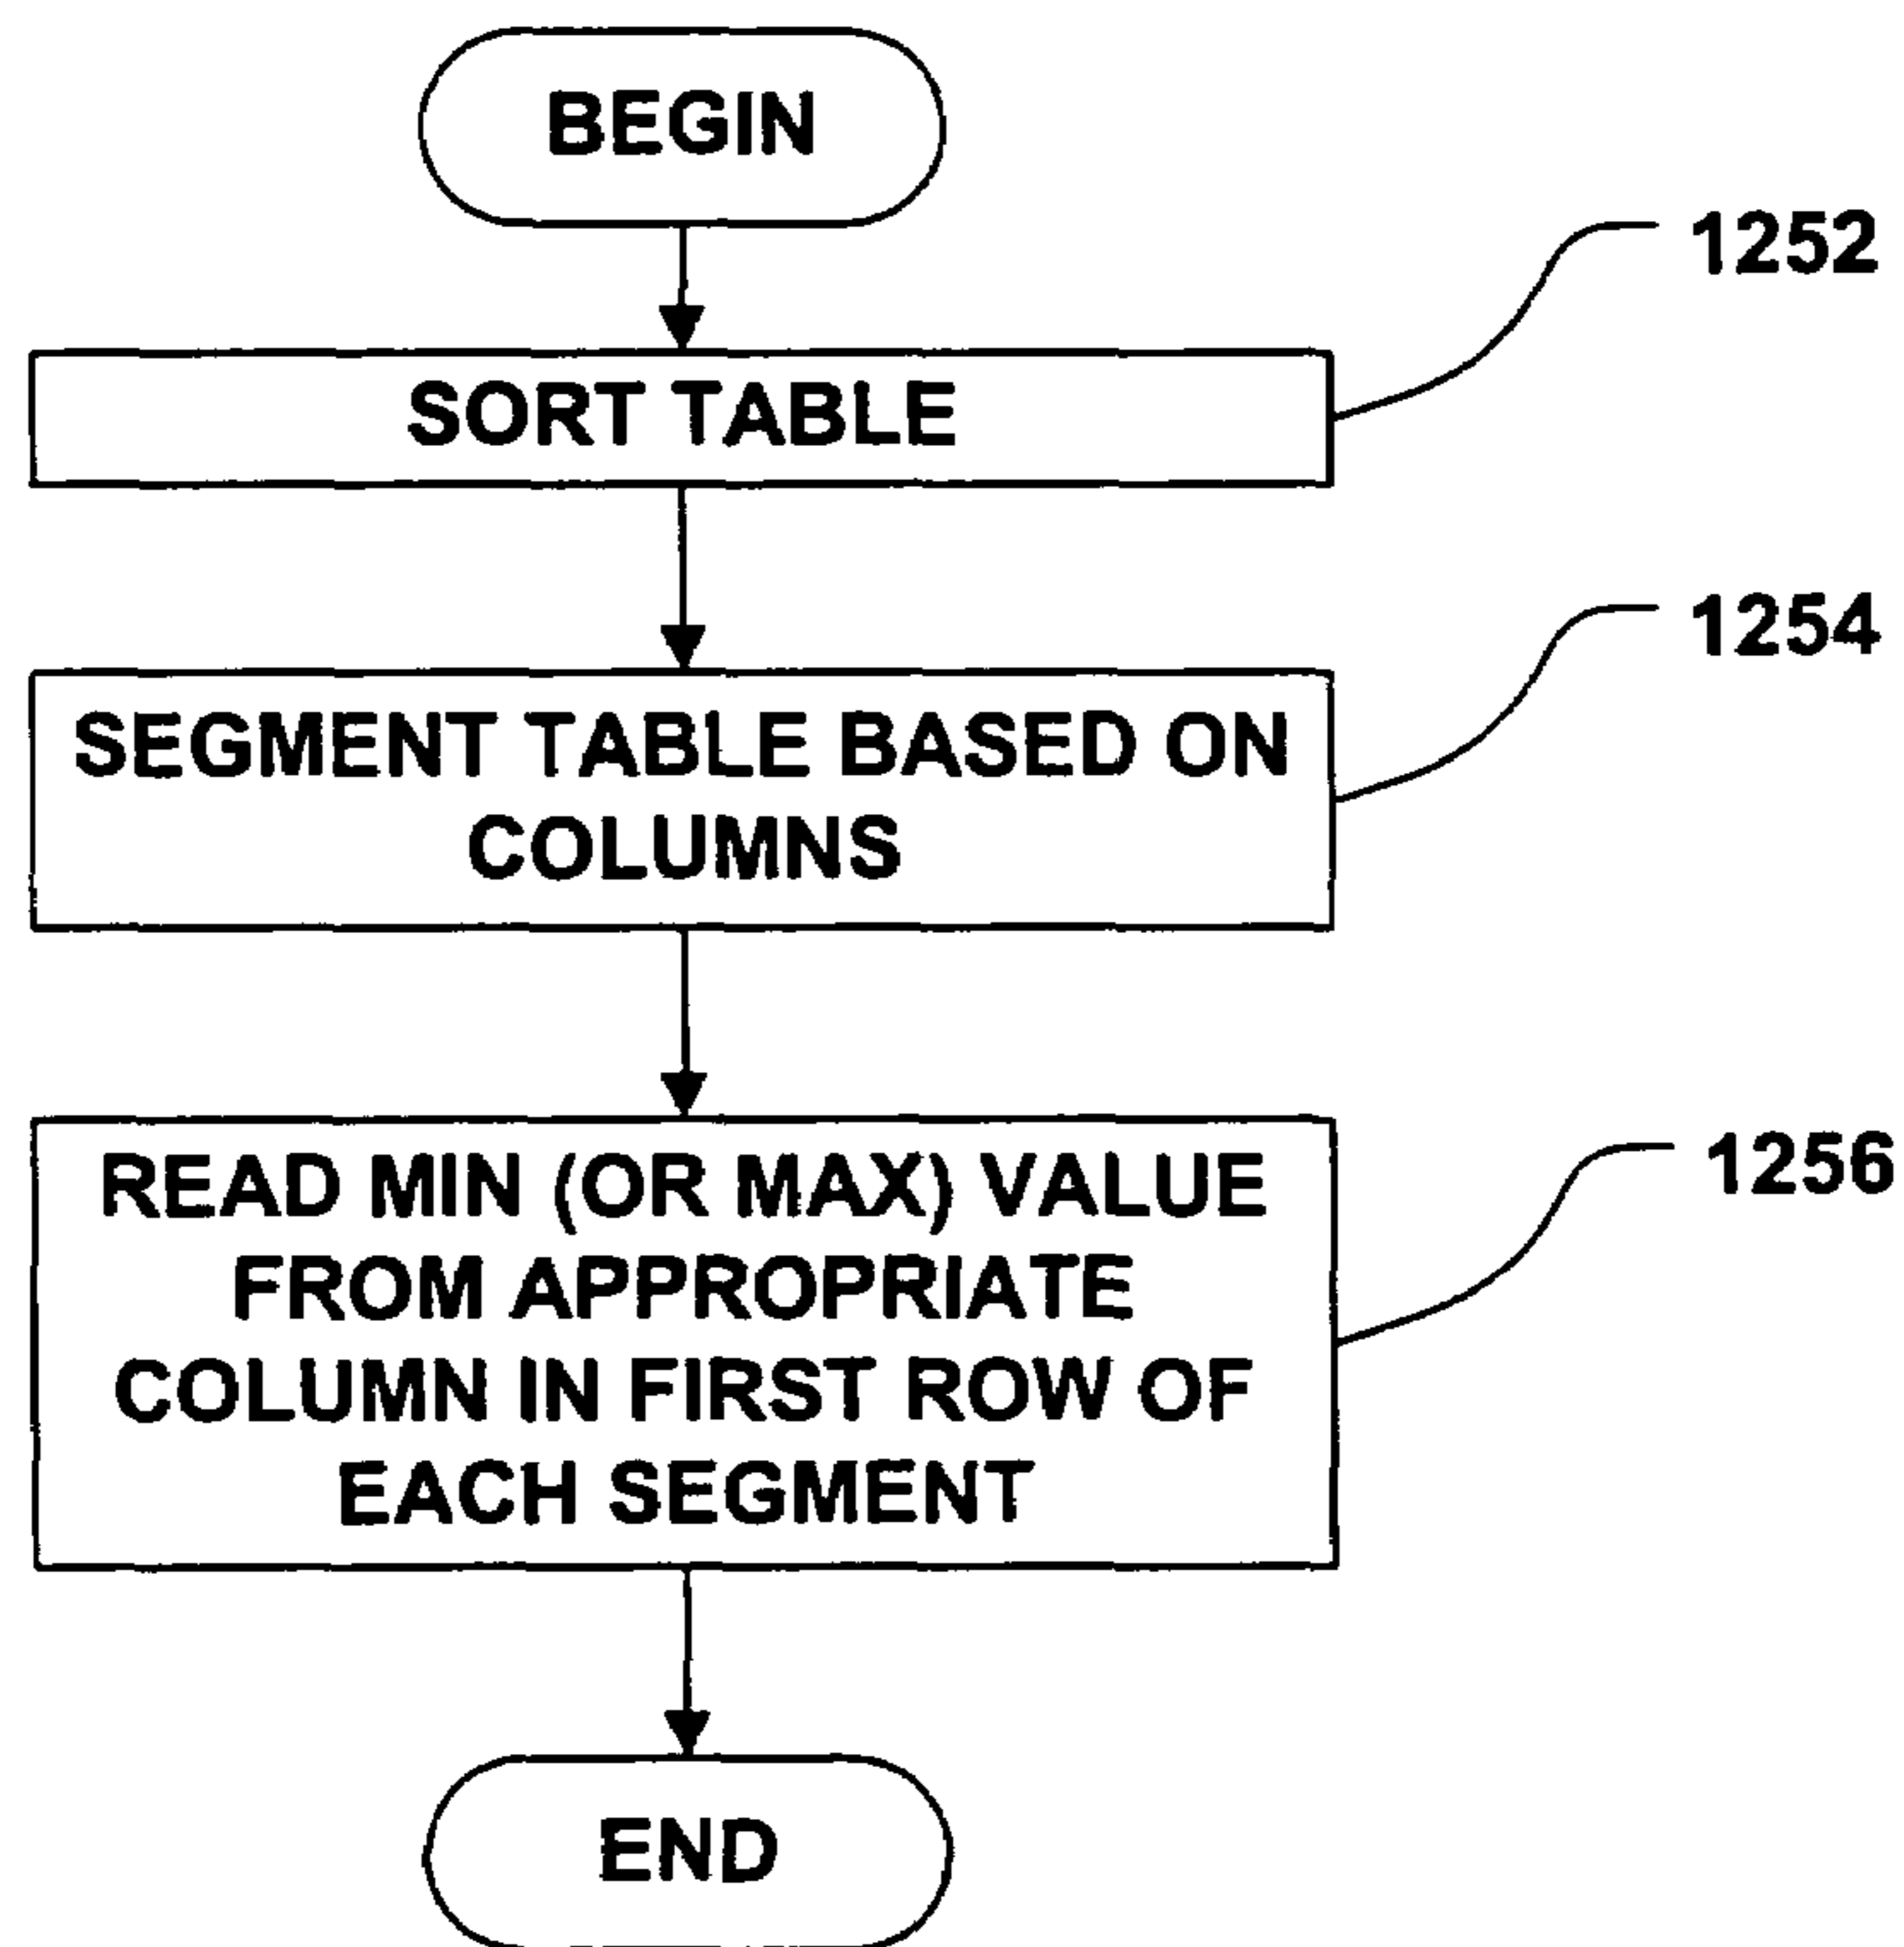 BEGIN
1252
SORT TABLE
1254
SEGMENT TABLE BASED ON
COLUMNS
1256
READ MIN (OR MAX) VALUE
FROM APPROPRIATE
COLUMN IN FIRST ROW OF
EACH SEGMENT
END